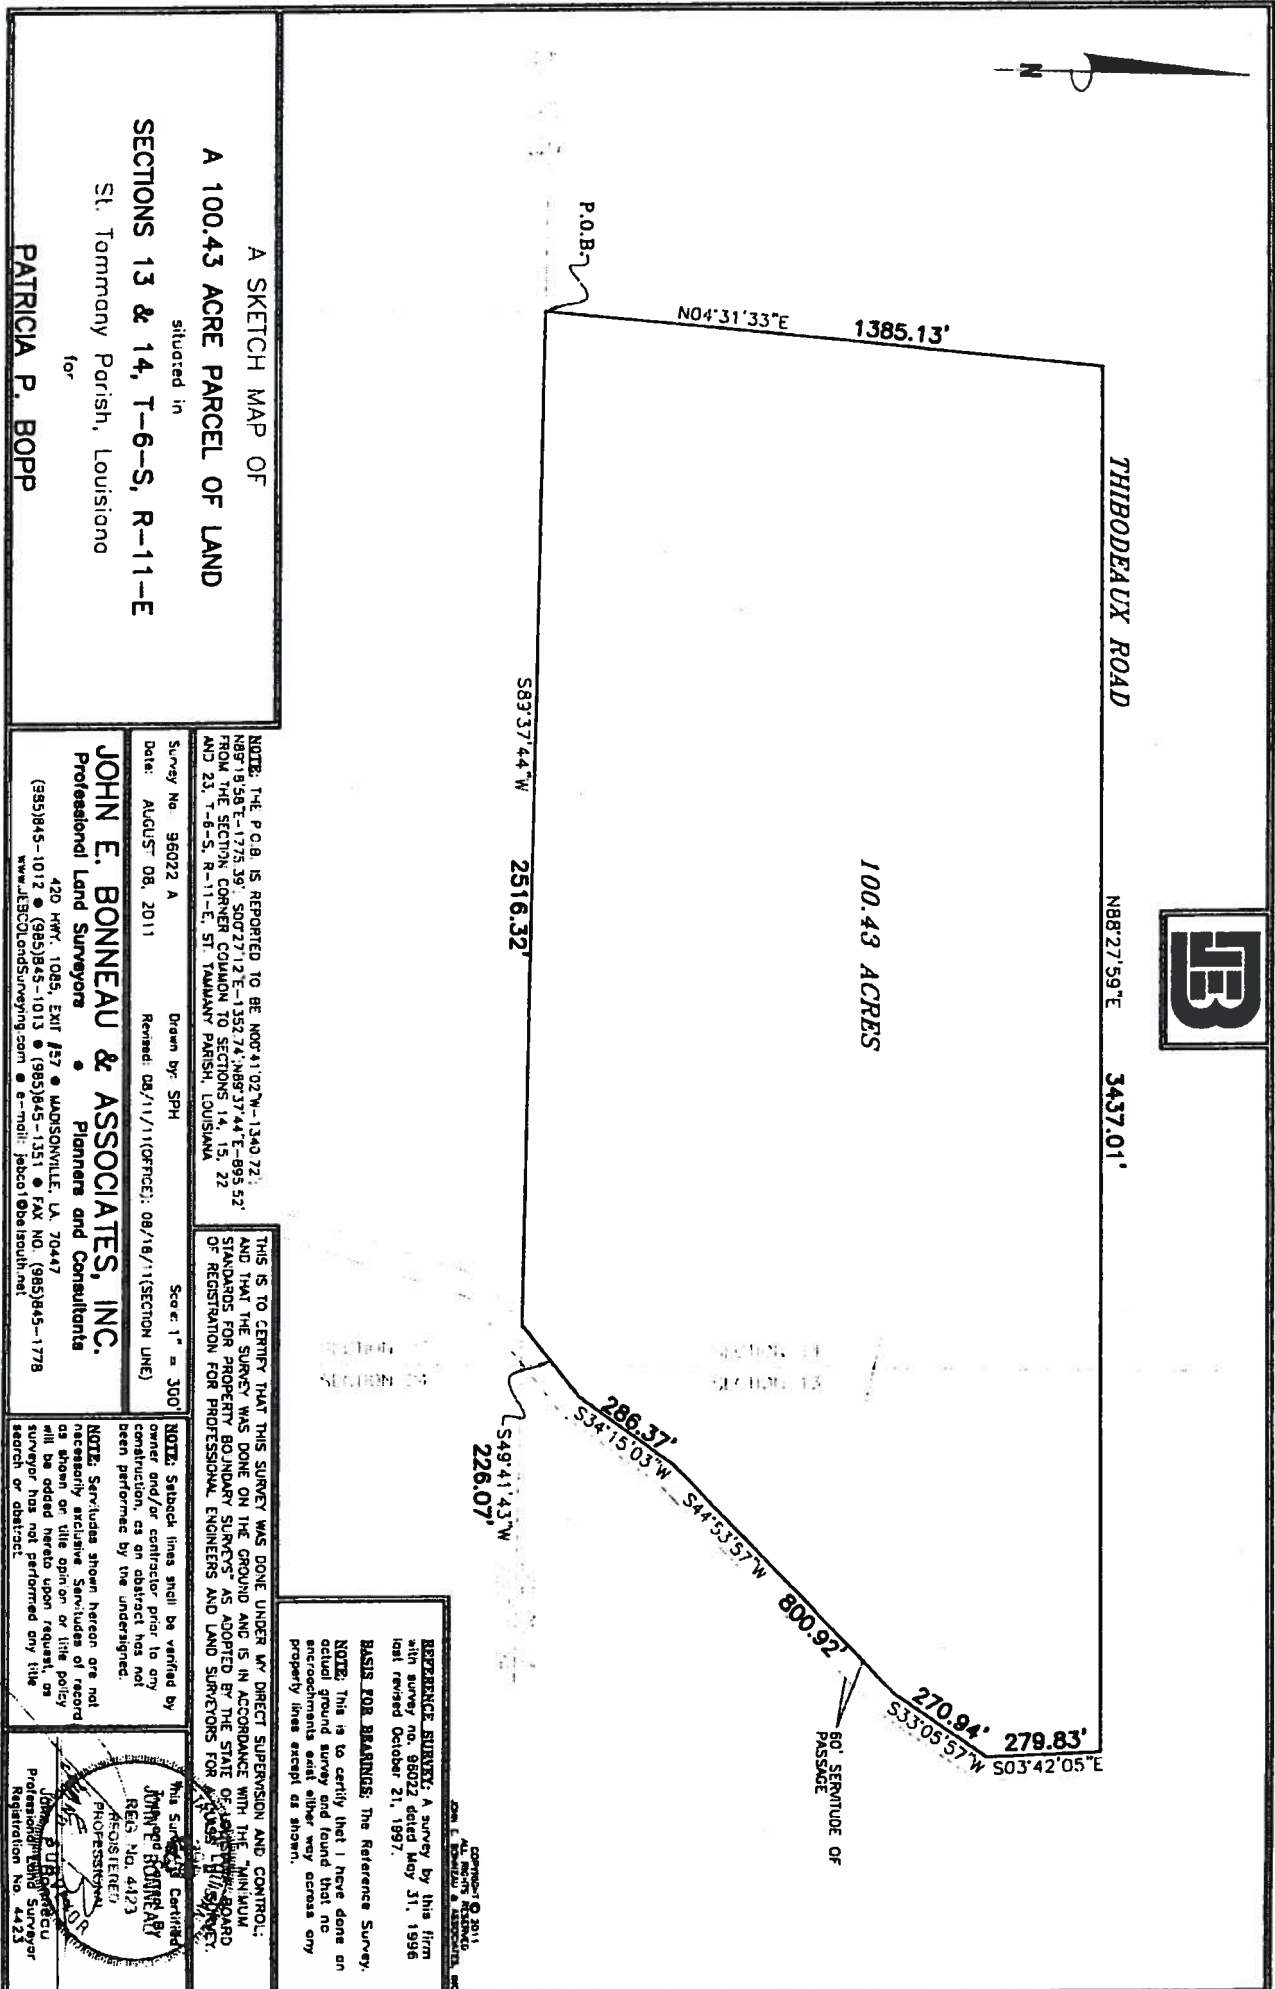 N
JEB
THIBODEAUX ROAD
N88°27'59"E
3437.01'
P.O.B.
N04°31'33"E
1385.13'
100.43 ACRES
279.83'
S03°42'05"E
270.94'
S33°05'57"W
60' SERVITUDE OF
PASSAGE
800.92'
S44°53'57"W
286.37'
S34°15'03"W
S49°41'43"W
226.07'
S89°37'44"W
2516.32'
SECTION 14
SECTION 13
SECTION
SECTION 24
COPYRIGHT © 2011
ALL RIGHTS RESERVED
JOHN E. BONNEAU & ASSOCIATES, INC
REFERENCE SURVEY: A survey by this firm
with survey no. 96022 dated May 31, 1996
last revised October 21, 1997.
BASIS FOR BEARINGS: The Reference Survey.
NOTE: This is to certify that I have done an
actual ground survey and found that no
encroachments exist either way across any
property lines except as shown.
A SKETCH MAP OF
A 100.43 ACRE PARCEL OF LAND
situated in
SECTIONS 13 & 14, T-6-S, R-11-E
St. Tammany Parish, Louisiana
for
PATRICIA P. BOPP
NOTE: THE P.O.B. IS REPORTED TO BE N00°41'02"W-1340.72';
N89°18'58"E-1775.39'; S00°27'12"E-1352.74'; N89°37'44"E-895.52'
FROM THE SECTION CORNER COMMON TO SECTIONS 14, 15, 22
AND 23, T-6-S, R-11-E, ST. TAMMANY PARISH, LOUISIANA
THIS IS TO CERTIFY THAT THIS SURVEY WAS DONE UNDER MY DIRECT SUPERVISION AND CONTROL;
AND THAT THE SURVEY WAS DONE ON THE GROUND AND IS IN ACCORDANCE WITH THE "MINIMUM
STANDARDS FOR PROPERTY BOUNDARY SURVEYS" AS ADOPTED BY THE STATE OF LOUISIANA BOARD
OF REGISTRATION FOR PROFESSIONAL ENGINEERS AND LAND SURVEYORS FOR A CLASS SURVEY.
Survey No. 96022 A Drawn by: SPH Scale: 1" = 300'
Date: AUGUST 08, 2011 Revised: 08/11/11(OFFICE); 08/16/11(SECTION LINE)
JOHN E. BONNEAU & ASSOCIATES, INC.
Professional Land Surveyors • Planners and Consultants
420 HWY. 1085, EXIT #57 • MADISONVILLE, LA. 70447
(985)845-1012 • (985)845-1013 • (985)845-1351 • FAX NO. (985)845-1778
www.JEBCOLandSurveying.com • e-mail: jebco1@bellsouth.net
NOTE: Setback lines shall be verified by
owner and/or contractor prior to any
construction, as an abstract has not
been performed by the undersigned.
NOTE: Servitudes shown hereon are not
necessarily exclusive. Servitudes of record
as shown on title opinion or title policy
will be added hereto upon request, as
surveyor has not performed any title
search or abstract.
This Survey is Certified
By
JOHN E. BONNEAU
REG. No. 4423
REGISTERED
PROFESSIONAL
SURVEYOR
John E. Bonneau
Professional Land Surveyor
Registration No. 4423